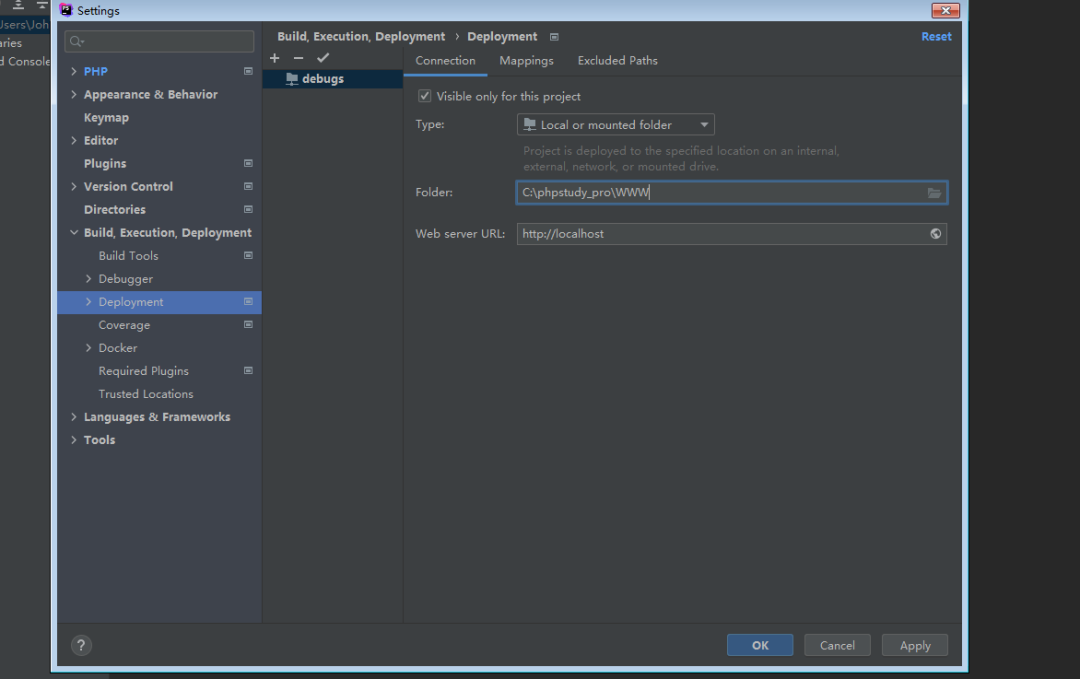 Settings
Users\Joh
aries
d Console
Build, Execution, Deployment › Deployment
Reset
PHP
Appearance & Behavior
Keymap
Editor
Plugins
Version Control
Directories
Build, Execution, Deployment
Build Tools
Debugger
Deployment
Coverage
Docker
Required Plugins
Trusted Locations
Languages & Frameworks
Tools
debugs
Connection Mappings Excluded Paths
Visible only for this project
Type: Local or mounted folder
Project is deployed to the specified location on an internal,
external, network, or mounted drive.
Folder: C:\phpstudy_pro\WWW
Web server URL: http://localhost
?
OK Cancel Apply